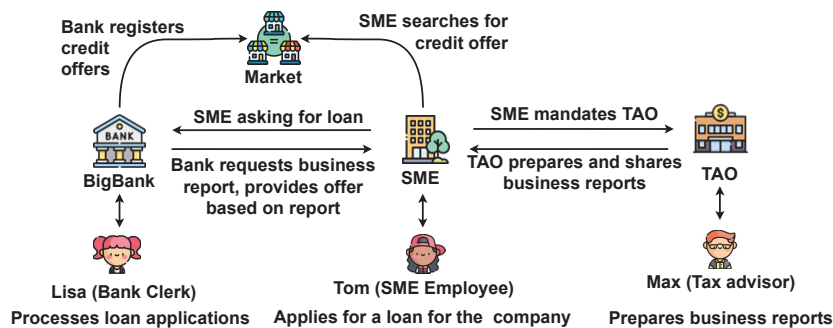 Bank registers
credit
offers
SME searches for
credit offer
Market
SME asking for loan
SME mandates TAO
BANK
$
Bank requests business
report, provides offer
based on report
TAO prepares and shares
business reports
BigBank
SME
TAO
Lisa (Bank Clerk)
Tom (SME Employee)
Max (Tax advisor)
Processes loan applications
Applies for a loan for the company
Prepares business reports